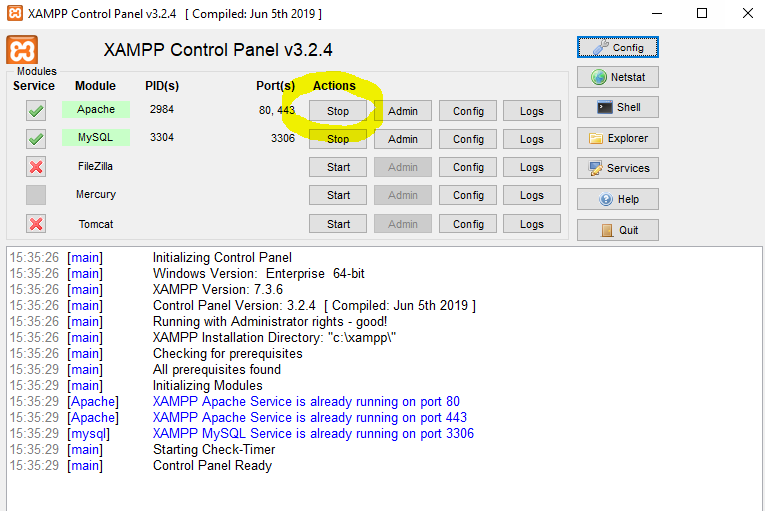 XAMPP Control Panel v3.2.4 [ Compiled: Jun 5th 2019 ]
XAMPP Control Panel v3.2.4
Config
Modules
Service Module PID(s) Port(s) Actions
Netstat
Apache 2984 80, 443 Stop Admin Config Logs
Shell
MySQL 3304 3306 Stop Admin Config Logs
Explorer
FileZilla Start Admin Config Logs
Services
Mercury Start Admin Config Logs
Help
Tomcat Start Admin Config Logs
Quit
15:35:26 [main] Initializing Control Panel
15:35:26 [main] Windows Version: Enterprise 64-bit
15:35:26 [main] XAMPP Version: 7.3.6
15:35:26 [main] Control Panel Version: 3.2.4 [ Compiled: Jun 5th 2019 ]
15:35:26 [main] Running with Administrator rights - good!
15:35:26 [main] XAMPP Installation Directory: "c:\xampp\"
15:35:26 [main] Checking for prerequisites
15:35:29 [main] All prerequisites found
15:35:29 [main] Initializing Modules
15:35:29 [Apache] XAMPP Apache Service is already running on port 80
15:35:29 [Apache] XAMPP Apache Service is already running on port 443
15:35:29 [mysql] XAMPP MySQL Service is already running on port 3306
15:35:29 [main] Starting Check-Timer
15:35:29 [main] Control Panel Ready